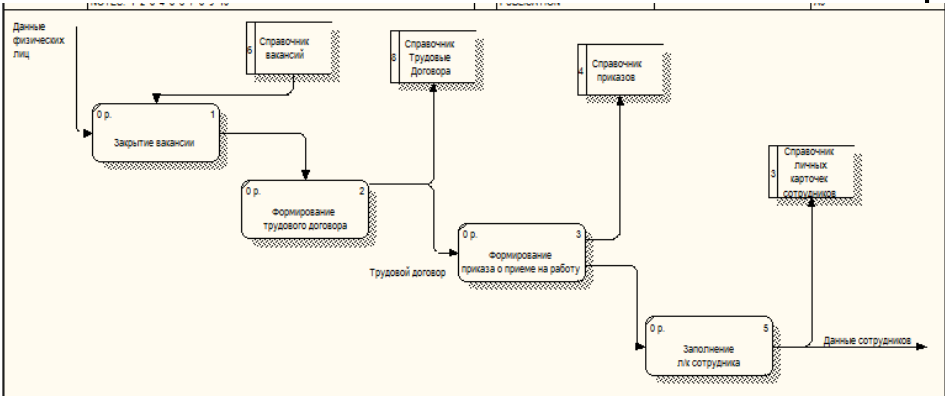 Данные
физических
лиц
6
Справочник
вакансий
8
Справочник
Трудовые
Договора
4
Справочник
приказов
0 р.
1
Закрытие вакансии
3
Справочник
личных
карточек
сотрудников
0 р.
2
Формирование
трудового договора
0 р.
3
Формирование
приказа о приеме на работу
Трудовой договор
0 р.
5
Заполнение
л/к сотрудника
Данные сотрудников